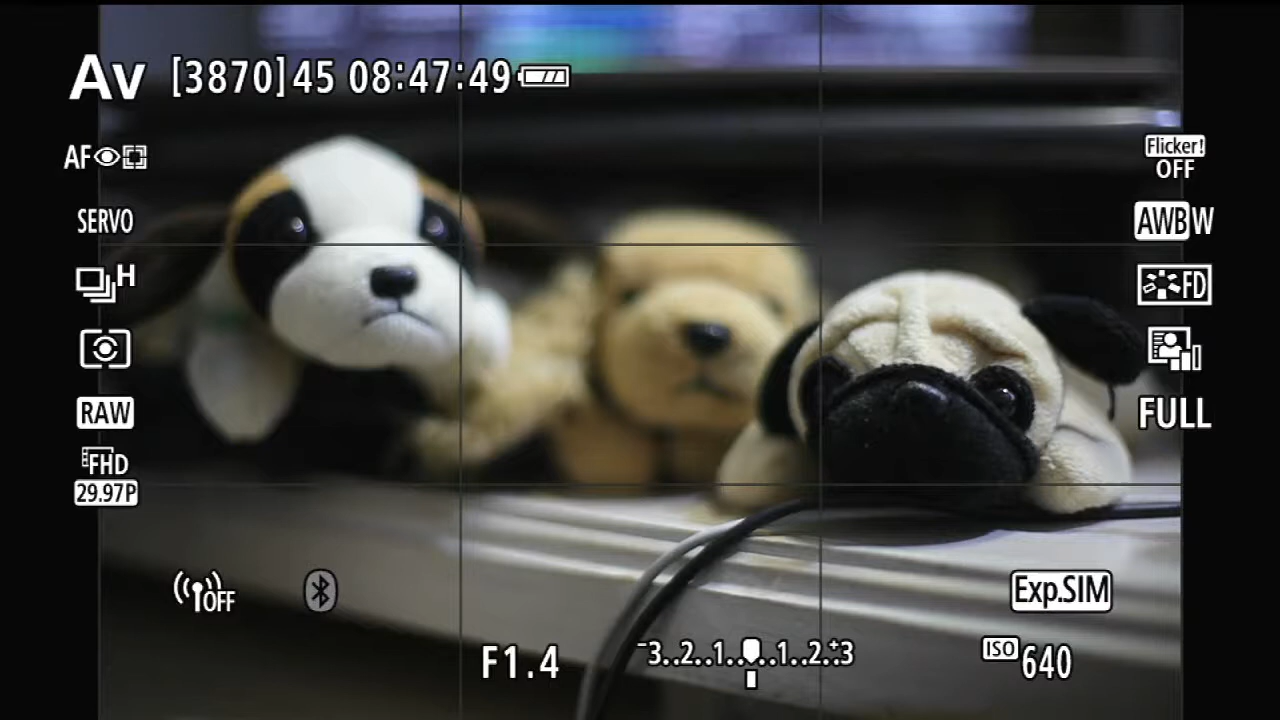 Av [3870]45 08:47:49
AF
SERVO
H
RAW
FHD
29.97P
Flicker!
OFF
AWBW
FD
FULL
OFF
Exp.SIM
F1.4
-3..2..1..​..1..2..+3
ISO 640